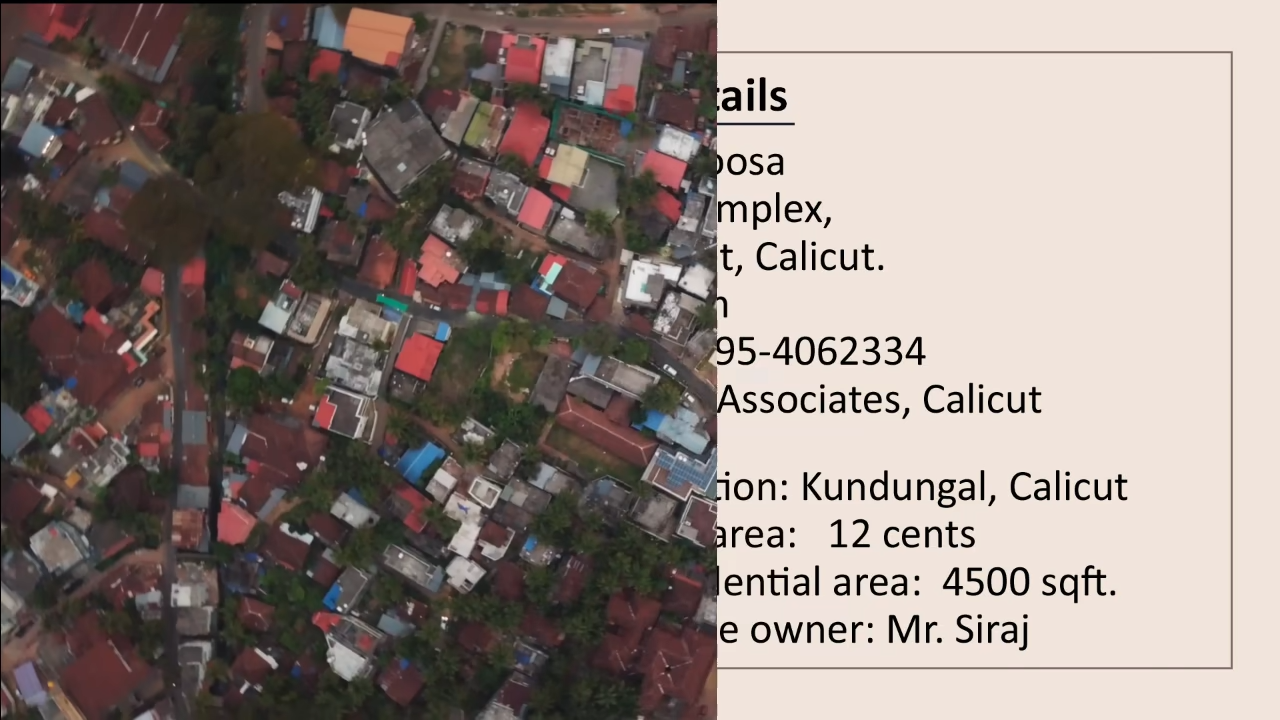 tails
oosa
mplex,
t, Calicut.
n
95-4062334
Associates, Calicut
tion: Kundungal, Calicut
area: 12 cents
dential area: 4500 sqft.
e owner: Mr. Siraj